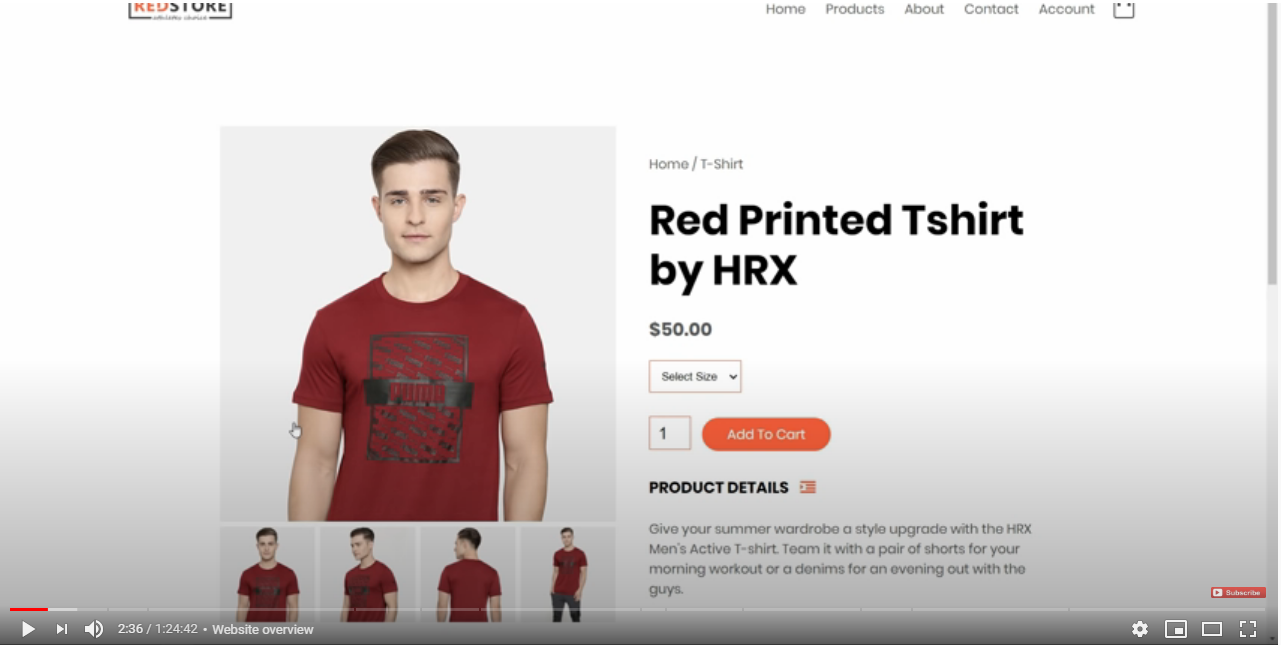 REDSTORE
Home Products About Contact Account
Home / T-Shirt
Red Printed Tshirt
by HRX
$50.00
Select Size
1
Add To Cart
PRODUCT DETAILS
Give your summer wardrobe a style upgrade with the HRX
Men's Active T-shirt. Team it with a pair of shorts for your
morning workout or a denims for an evening out with the
guys.
Subscribe
2:36 / 1:24:42 • Website overview